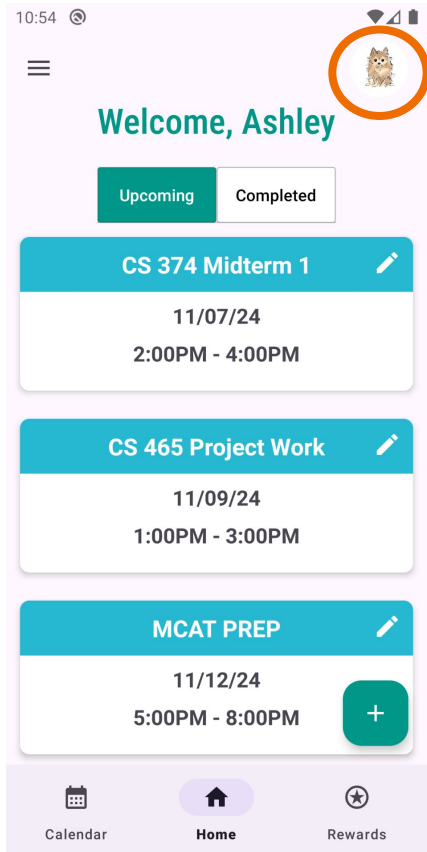 10:54
Welcome, Ashley
Upcoming Completed
CS 374 Midterm 1
11/07/24
2:00PM - 4:00PM
CS 465 Project Work
11/09/24
1:00PM - 3:00PM
MCAT PREP
11/12/24
5:00PM - 8:00PM
+
Calendar Home Rewards